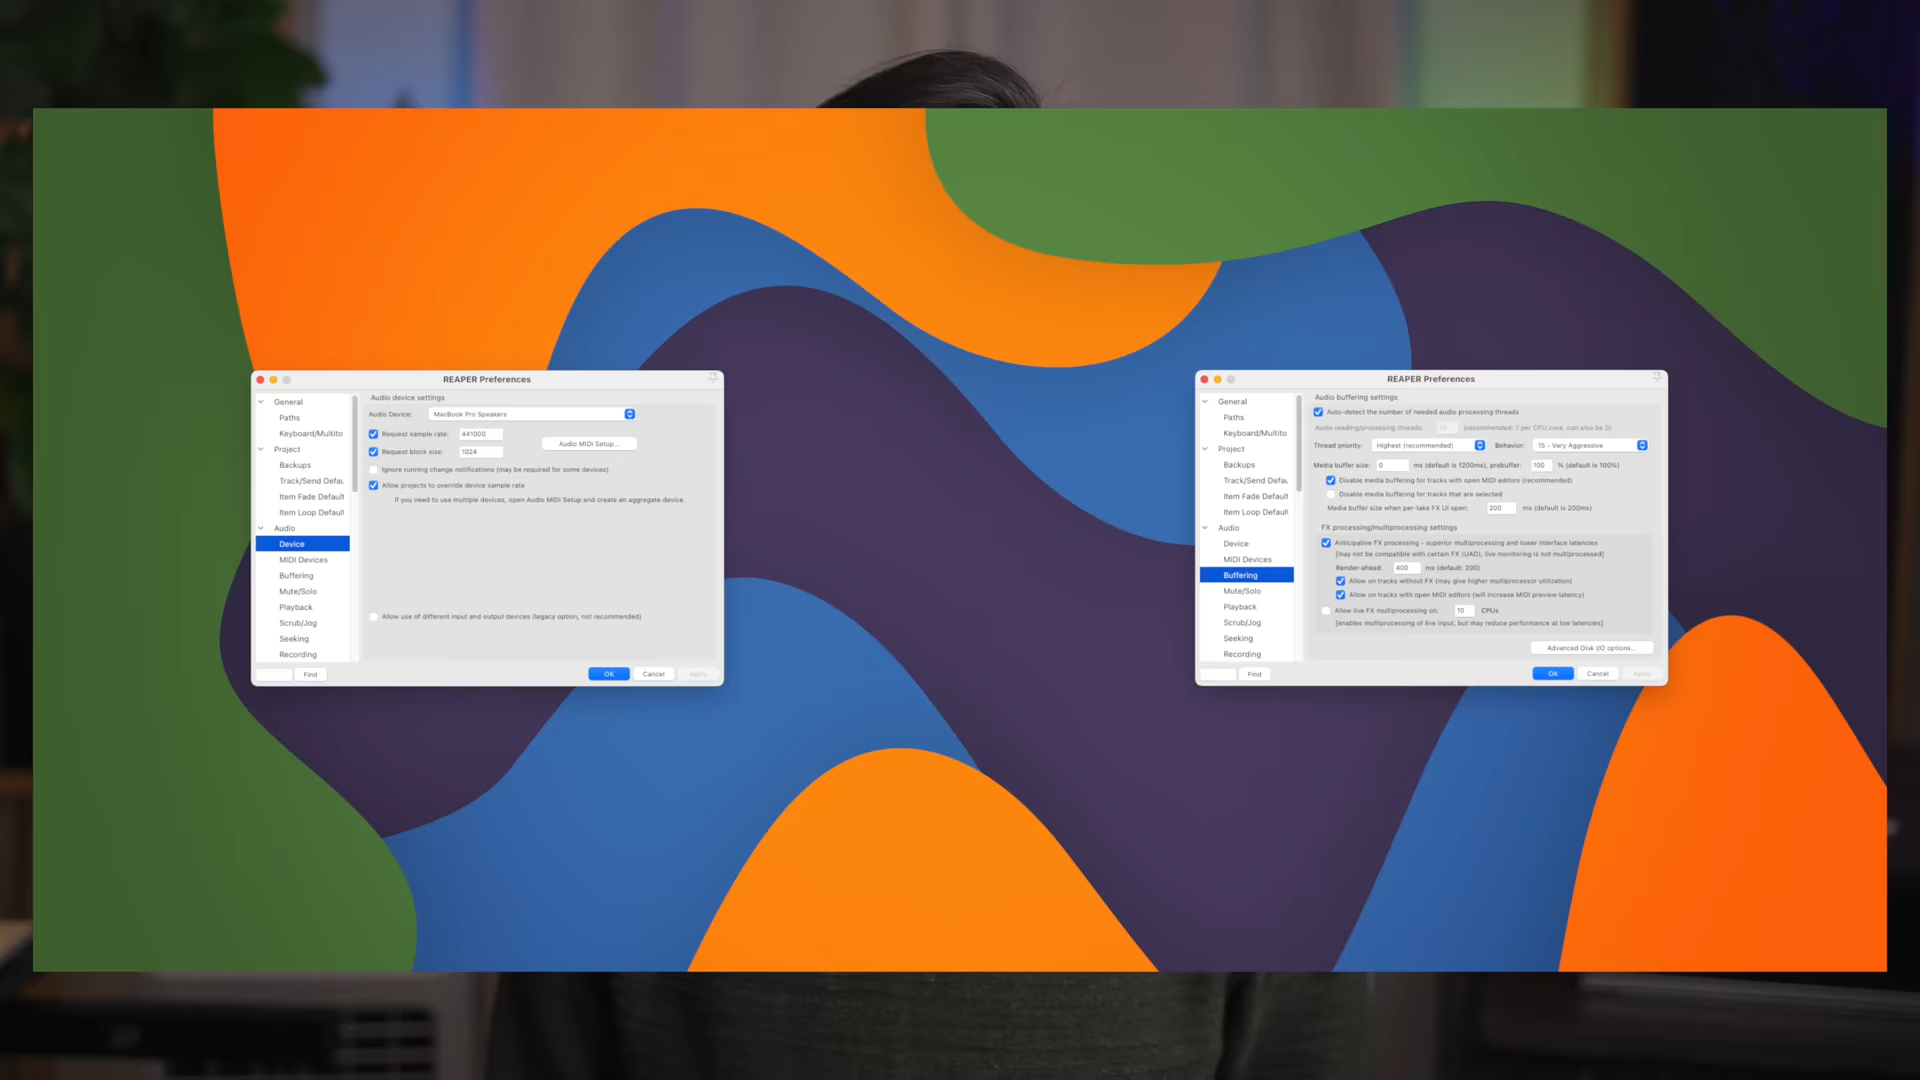 REAPER Preferences
General
Paths
Keyboard/Multito
Project
Backups
Track/Send Defau
Item Fade Default
Item Loop Default
Audio
Device
MIDI Devices
Buffering
Mute/Solo
Playback
Scrub/Jog
Seeking
Recording
Find
Audio device settings
Audio Device: MacBook Pro Speakers
Request sample rate: 441000
Request block size: 1024
Audio MIDI Setup...
Ignore running change notifications (may be required for some devices)
Allow projects to override device sample rate
If you need to use multiple devices, open Audio MIDI Setup and create an aggregate device.
Allow use of different input and output devices (legacy option, not recommended)
OK Cancel Apply
REAPER Preferences
General
Paths
Keyboard/Multito
Project
Backups
Track/Send Defau
Item Fade Default
Item Loop Default
Audio
Device
MIDI Devices
Buffering
Mute/Solo
Playback
Scrub/Jog
Seeking
Recording
Find
Audio buffering settings
Auto-detect the number of needed audio processing threads
Audio reading/processing threads: 10 (recommended: 1 per CPU core, can also be 0)
Thread priority: Highest (recommended) Behavior: 15 - Very Aggressive
Media buffer size: 0 ms (default is 1200ms), prebuffer: 100 % (default is 100%)
Disable media buffering for tracks with open MIDI editors (recommended)
Disable media buffering for tracks that are selected
Media buffer size when per-take FX UI open: 200 ms (default is 200ms)
FX processing/multiprocessing settings
Anticipative FX processing - superior multiprocessing and lower interface latencies
[may not be compatible with certain FX (UAD), live monitoring is not multiprocessed]
Render-ahead: 400 ms (default: 200)
Allow on tracks without FX (may give higher multiprocessor utilization)
Allow on tracks with open MIDI editors (will increase MIDI preview latency)
Allow live FX multiprocessing on: 10 CPUs
[enables multiprocessing of live input, but may reduce performance at low latencies]
Advanced Disk I/O options...
OK Cancel Apply